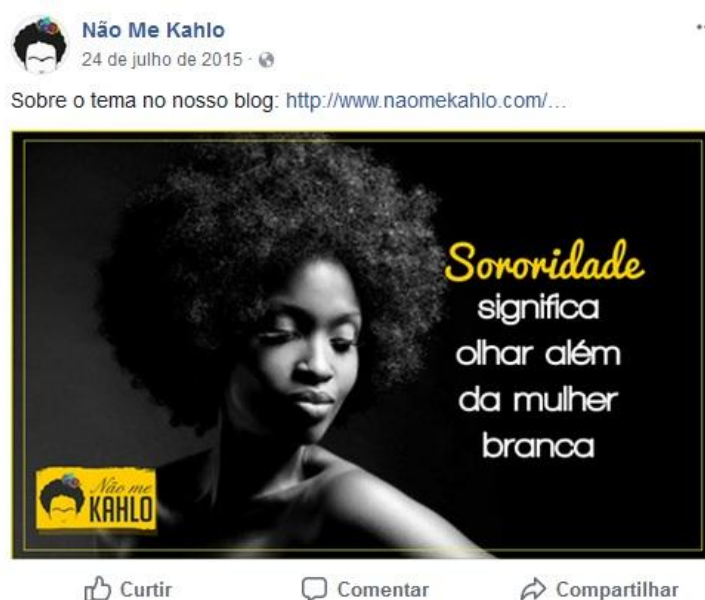 Não Me Kahlo
24 de julho de 2015 ·
Sobre o tema no nosso blog: http://www.naomekahlo.com/...
Sororidade
significa
olhar além
da mulher
branca
Não me
KAHLO
Curtir Comentar Compartilhar